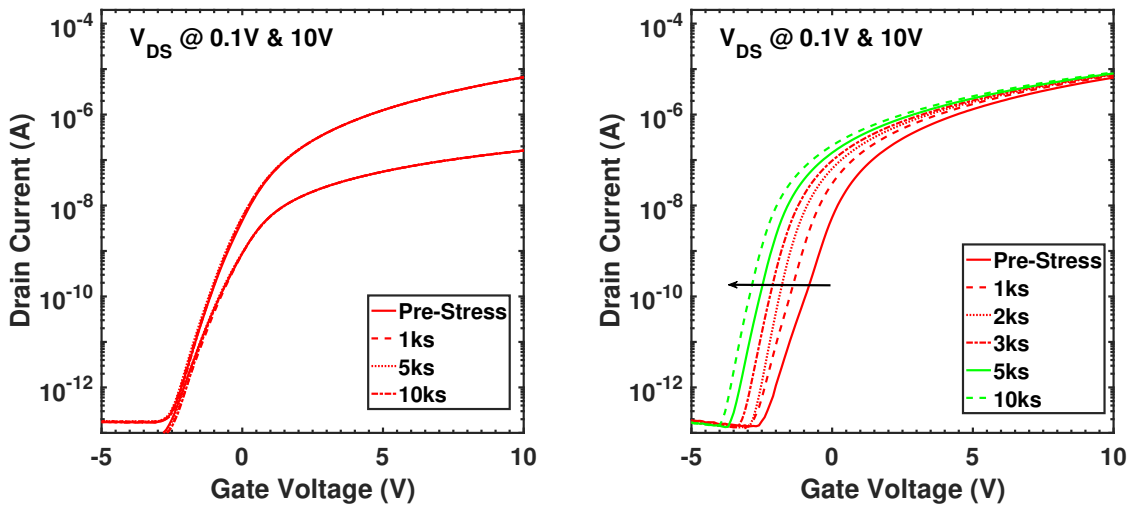 V_DS @ 0.1V & 10V
10^-4
10^-6
10^-8
10^-10
10^-12
Drain Current (A)
-5
0
5
10
Gate Voltage (V)
Pre-Stress
1ks
5ks
10ks
V_DS @ 0.1V & 10V
10^-4
10^-6
10^-8
10^-10
10^-12
Drain Current (A)
-5
0
5
10
Gate Voltage (V)
Pre-Stress
1ks
2ks
3ks
5ks
10ks